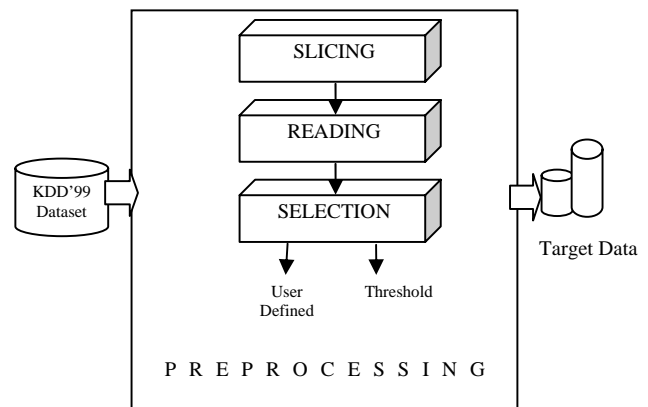 SLICING
READING
SELECTION
KDD'99
Dataset
User
Defined
Threshold
Target Data
P R E P R O C E S S I N G